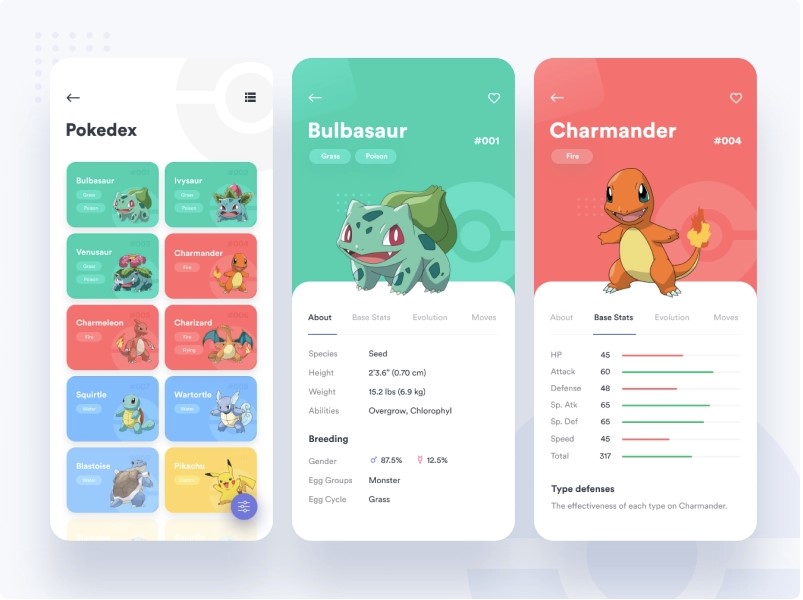 Pokedex
Bulbasaur
Grass
Poison
Ivysaur
Grass
Poison
Venusaur
Grass
Poison
Charmander
Fire
Charmeleon
Fire
Charizard
Fire
Flying
Squirtle
Water
Wartortle
Water
Blastoise
Water
Pikachu
Bulbasaur
#001
Grass Poison
About Base Stats Evolution Moves
Species Seed
Height 2'3.6" (0.70 cm)
Weight 15.2 lbs (6.9 kg)
Abilities Overgrow, Chlorophyl
Breeding
Gender ♂ 87.5% ♀ 12.5%
Egg Groups Monster
Egg Cycle Grass
Charmander
#004
Fire
About Base Stats Evolution Moves
HP 45
Attack 60
Defense 48
Sp. Atk 65
Sp. Def 65
Speed 45
Total 317
Type defenses
The effectiveness of each type on Charmander.